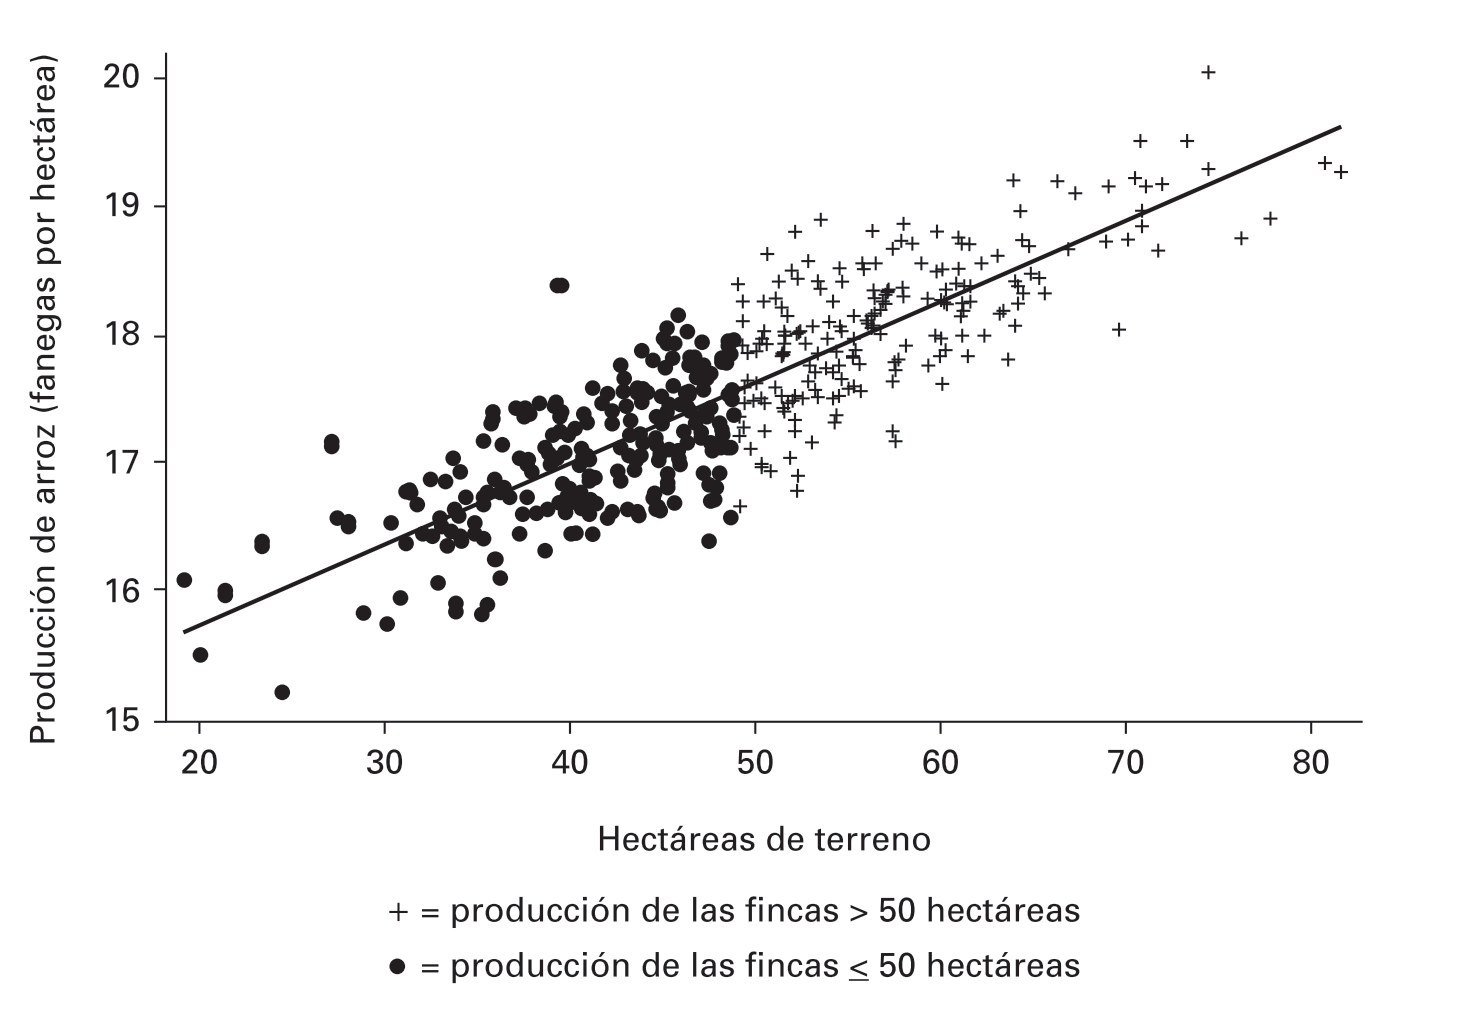 Producción de arroz (fanegas por hectárea)
20
19
18
17
16
15
20 30 40 50 60 70 80
Hectáreas de terreno
+ = producción de las fincas > 50 hectáreas
● = producción de las fincas ≤ 50 hectáreas